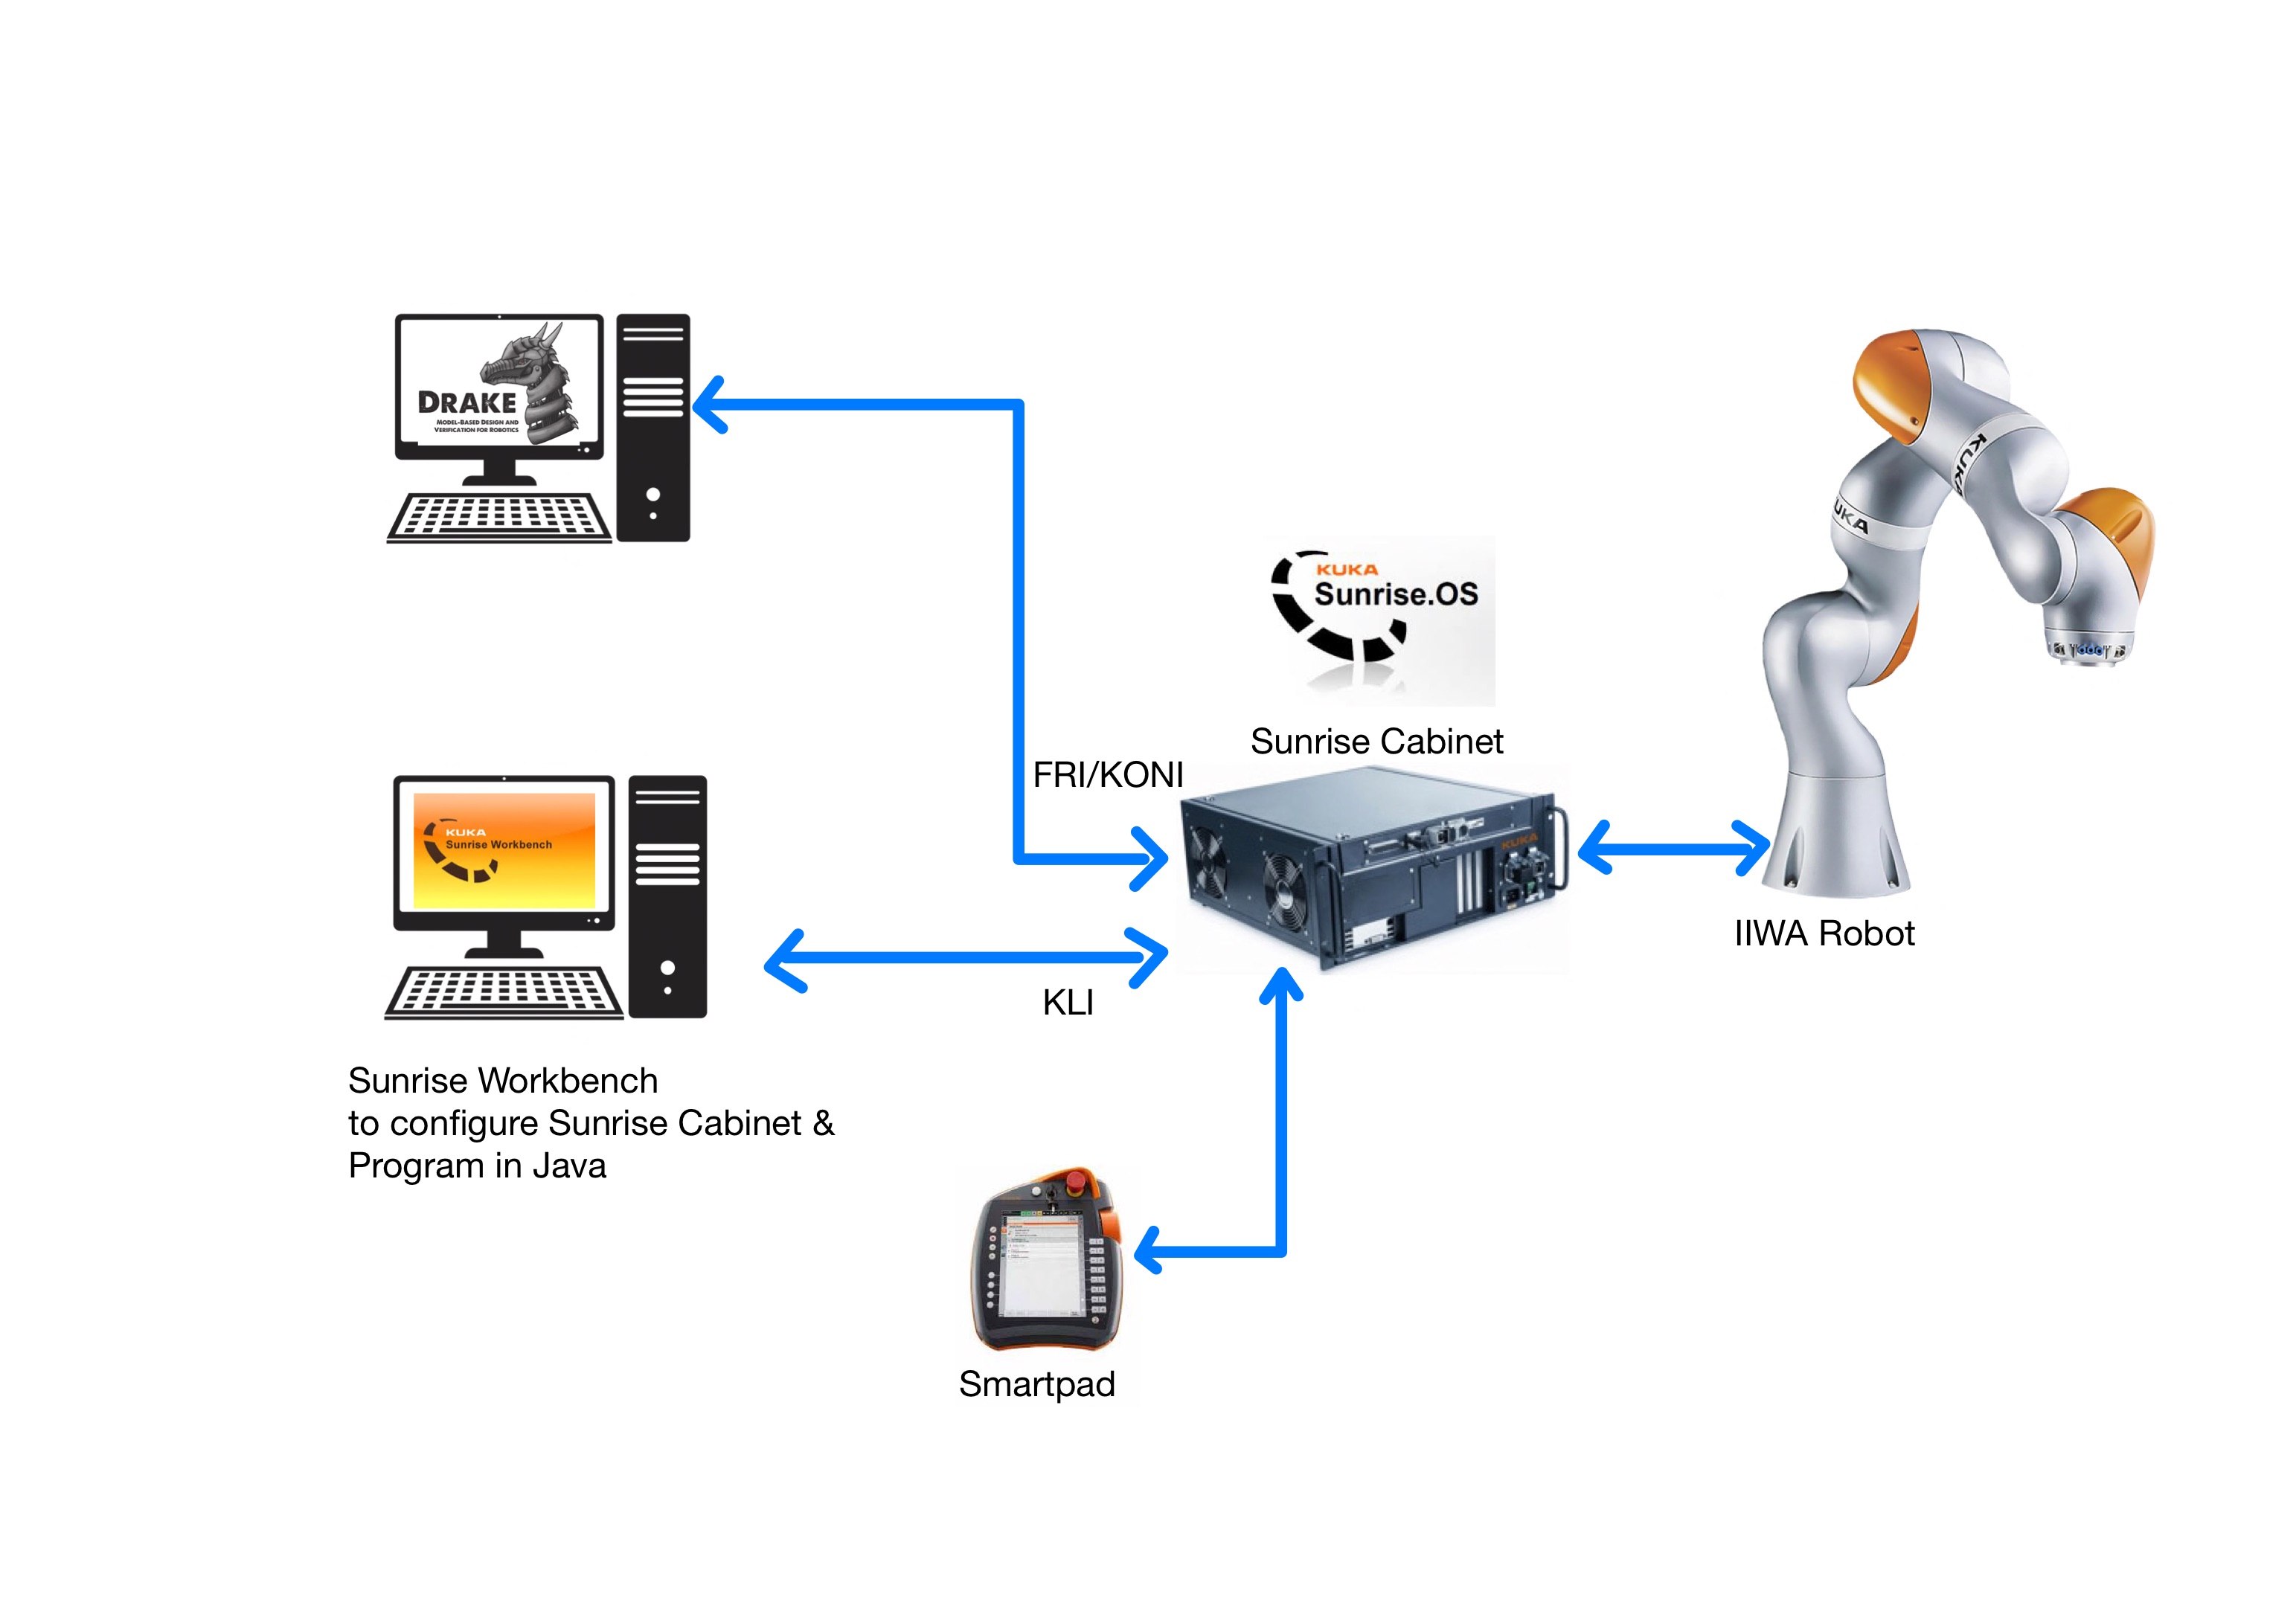 DRAKE
MODEL-BASED DESIGN AND
VERIFICATION FOR ROBOTICS
KUKA
Sunrise.OS
Sunrise Cabinet
FRI/KONI
KUKA
Sunrise Workbench
KUKA
KUKA
UKA
IIWA Robot
KLI
Sunrise Workbench
to configure Sunrise Cabinet &
Program in Java
Smartpad